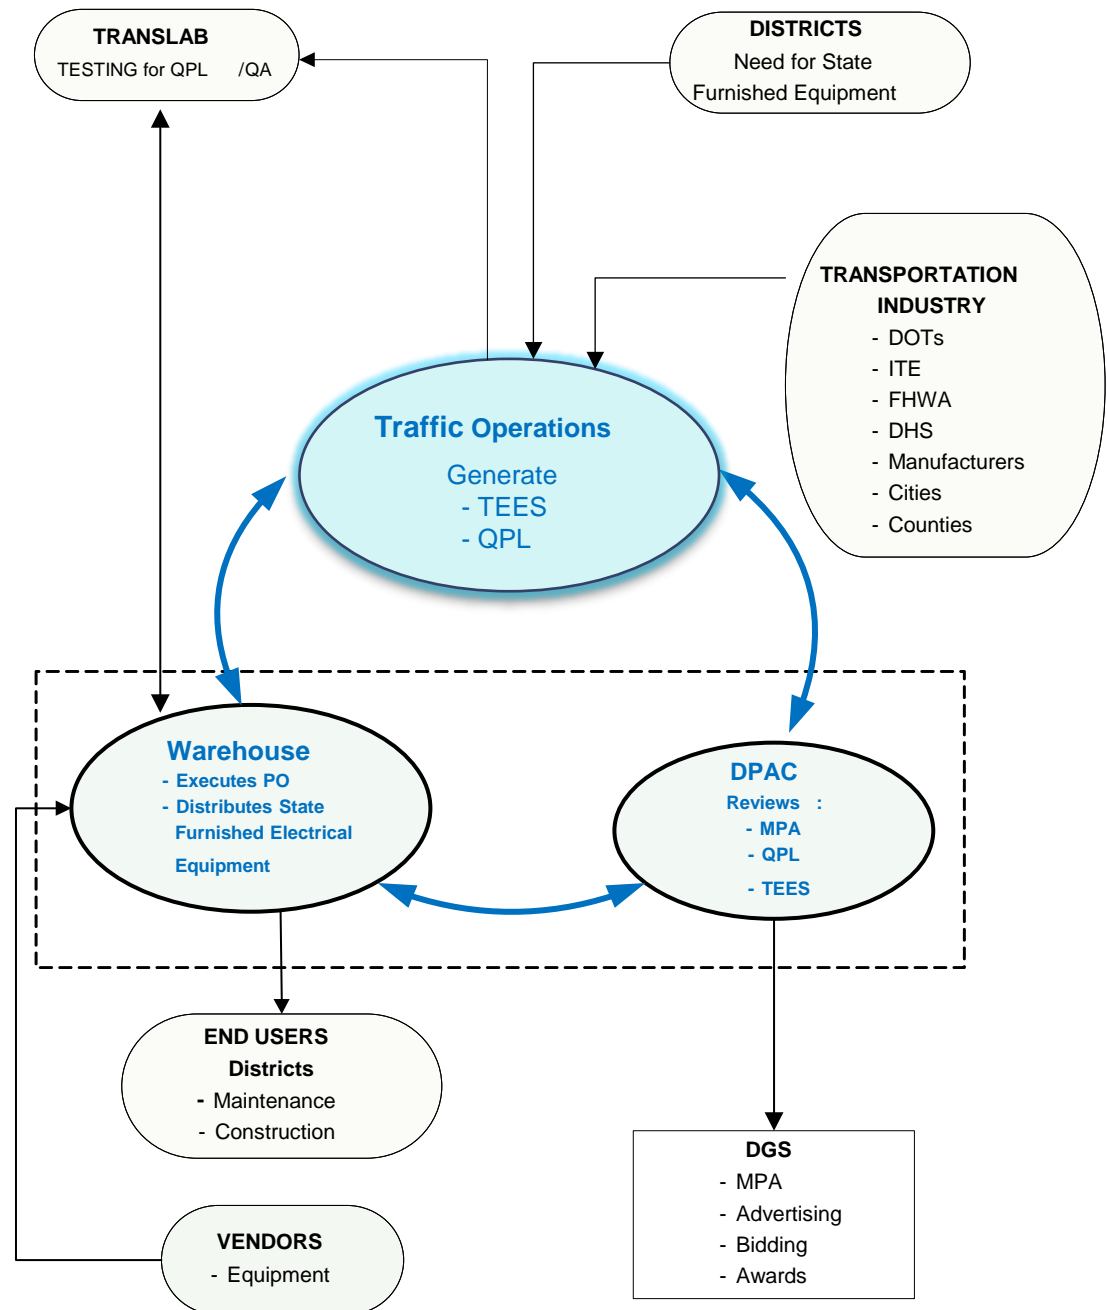 TRANSLAB
TESTING for QPL /QA
DISTRICTS
Need for State
Furnished Equipment
TRANSPORTATION
INDUSTRY
- DOTs
- ITE
- FHWA
- DHS
- Manufacturers
- Cities
- Counties
Traffic Operations
Generate
- TEES
- QPL
Warehouse
- Executes PO
- Distributes State
Furnished Electrical
Equipment
DPAC
Reviews :
- MPA
- QPL
- TEES
END USERS
Districts
- Maintenance
- Construction
DGS
- MPA
- Advertising
- Bidding
- Awards
VENDORS
- Equipment